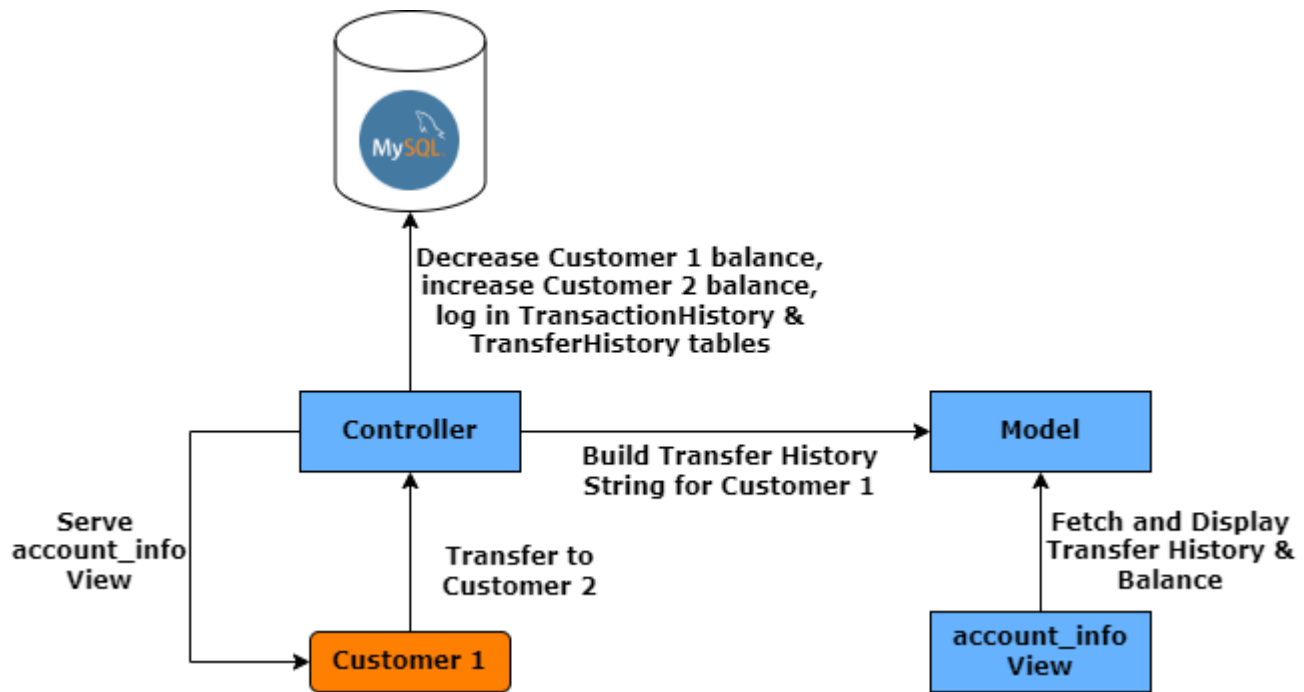 MySQL
Decrease Customer 1 balance,
increase Customer 2 balance,
log in TransactionHistory &
TransferHistory tables
Controller
Model
Build Transfer History
String for Customer 1
Serve
account_info
View
Transfer to
Customer 2
Fetch and Display
Transfer History &
Balance
Customer 1
account_info
View